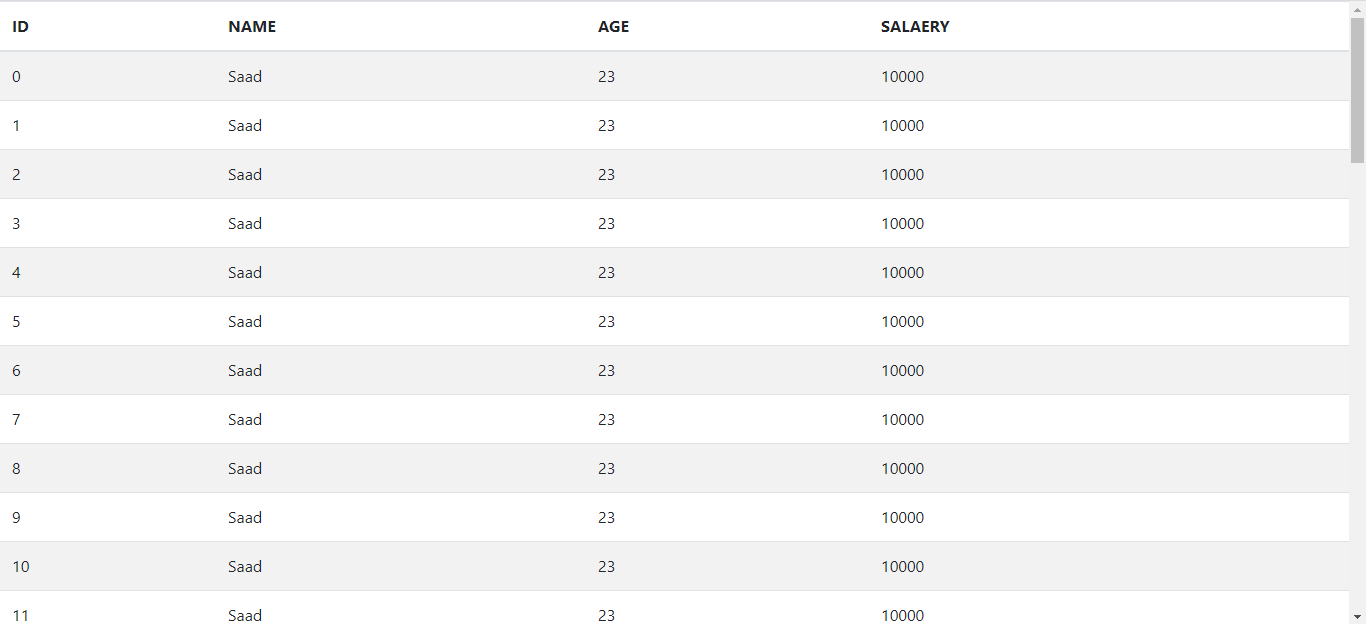 ID NAME AGE SALAERY
0 Saad 23 10000
1 Saad 23 10000
2 Saad 23 10000
3 Saad 23 10000
4 Saad 23 10000
5 Saad 23 10000
6 Saad 23 10000
7 Saad 23 10000
8 Saad 23 10000
9 Saad 23 10000
10 Saad 23 10000
11 Saad 23 10000